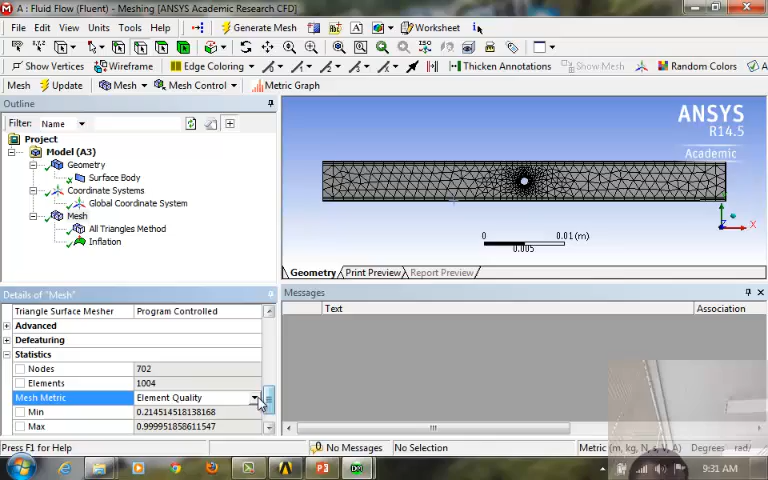 A : Fluid Flow (Fluent) - Meshing [ANSYS Academic Research CFD]
File Edit View Units Tools Help Generate Mesh A Worksheet
Show Vertices Wireframe Edge Coloring Thicken Annotations Show Mesh Random Colors
Mesh Update Mesh Mesh Control Metric Graph
Outline
Filter: Name
Project
Model (A3)
Geometry
Surface Body
Coordinate Systems
Global Coordinate System
Mesh
All Triangles Method
Inflation
ANSYS
R14.5
Academic
0 0.01 (m)
0.005
X
Geometry Print Preview Report Preview
Details of "Mesh"
Triangle Surface Mesher Program Controlled
Advanced
Defeaturing
Statistics
Nodes 702
Elements 1004
Mesh Metric Element Quality
Min 0.214514518138168
Max 0.999951858611547
Messages
Text Association
Press F1 for Help No Messages No Selection Metric (m, kg, N, s, V, A) Degrees rad/
9:31 AM